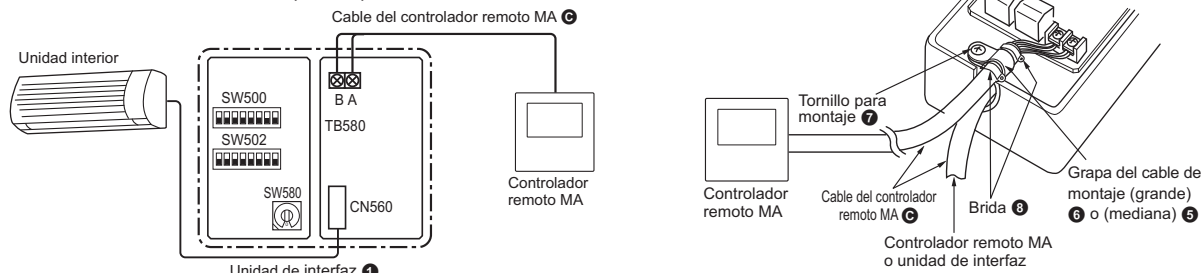 Cable del controlador remoto MA C
Unidad interior
SW500
SW502
SW580
B A
TB580
CN560
Controlador
remoto MA
Unidad de interfaz 1
Tornillo para
montaje 7
Controlador
remoto MA
Cable del controlador
remoto MA C
Brida 8
Grapa del cable de
montaje (grande)
6 o (mediana) 5
Controlador remoto MA
o unidad de interfaz